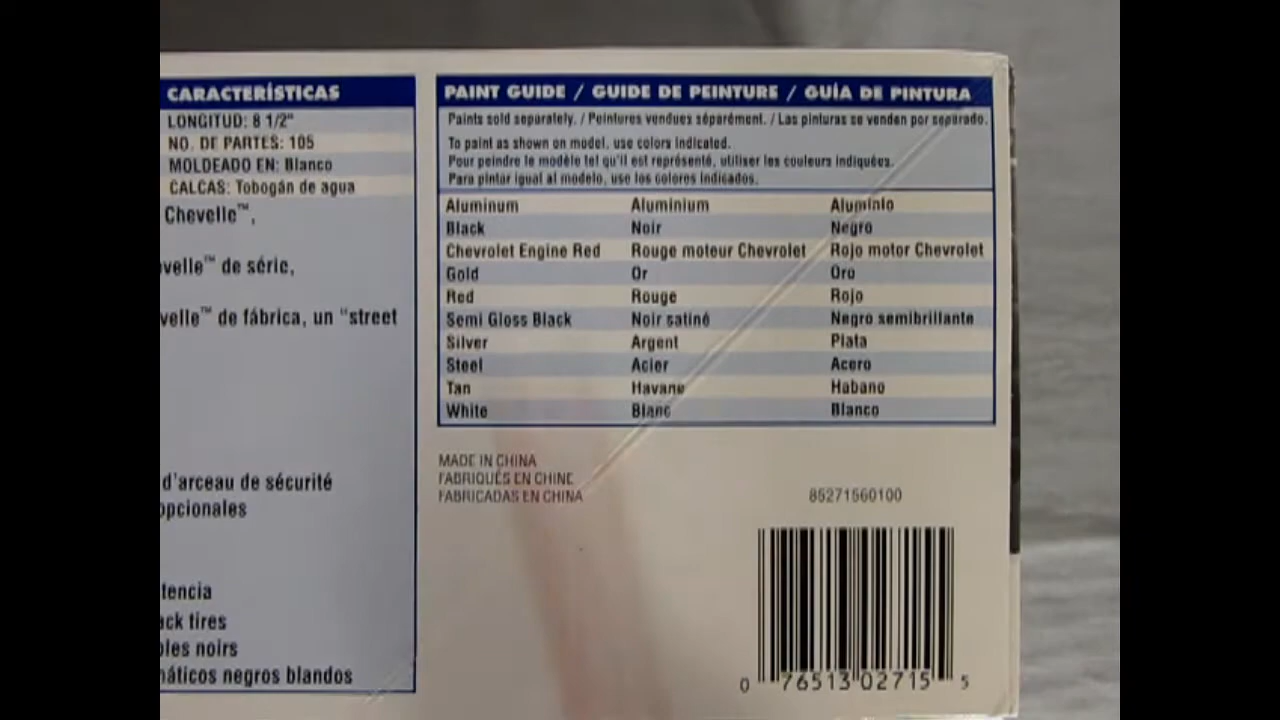 CARACTERÍSTICAS
LONGITUD: 8 1/2"
NO. DE PARTES: 105
MOLDEADO EN: Blanco
CALCAS: Tobogán de agua
Chevelle™,
velle™ de série,
velle™ de fábrica, un "street
d'arceau de sécurité
opcionales
tencia
ack tires
bles noirs
náticos negros blandos
PAINT GUIDE / GUIDE DE PEINTURE / GUÍA DE PINTURA
Paints sold separately. / Peintures vendues séparément. / Las pinturas se venden por separado.
To paint as shown on model, use colors indicated.
Pour peindre le modèle tel qu'il est représenté, utiliser les couleurs indiquées.
Para pintar igual al modelo, use los colores indicados.
Aluminum Aluminium Aluminio
Black Noir Negro
Chevrolet Engine Red Rouge moteur Chevrolet Rojo motor Chevrolet
Gold Or Oro
Red Rouge Rojo
Semi Gloss Black Noir satiné Negro semibrillante
Silver Argent Plata
Steel Acier Acero
Tan Havane Habano
White Blanc Blanco
MADE IN CHINA
FABRIQUÉS EN CHINE
FABRICADAS EN CHINA
85271560100
0 76513 02715 5